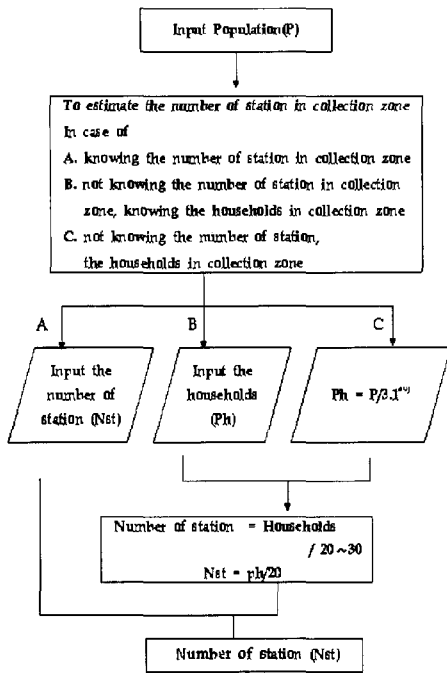 Input Population(P)
To estimate the number of station in collection zone
In case of
A. knowing the number of station in collection zone
B. not knowing the number of station in collection
zone, knowing the households in collection zone
C. not knowing the number of station,
the households in collection zone
A
B
C
Input the
number of
station (Nst)
Input the
households
(Ph)
Ph = P/3.1
Number of station = Households
/ 20~30
Nst = ph/20
Number of station (Nst)